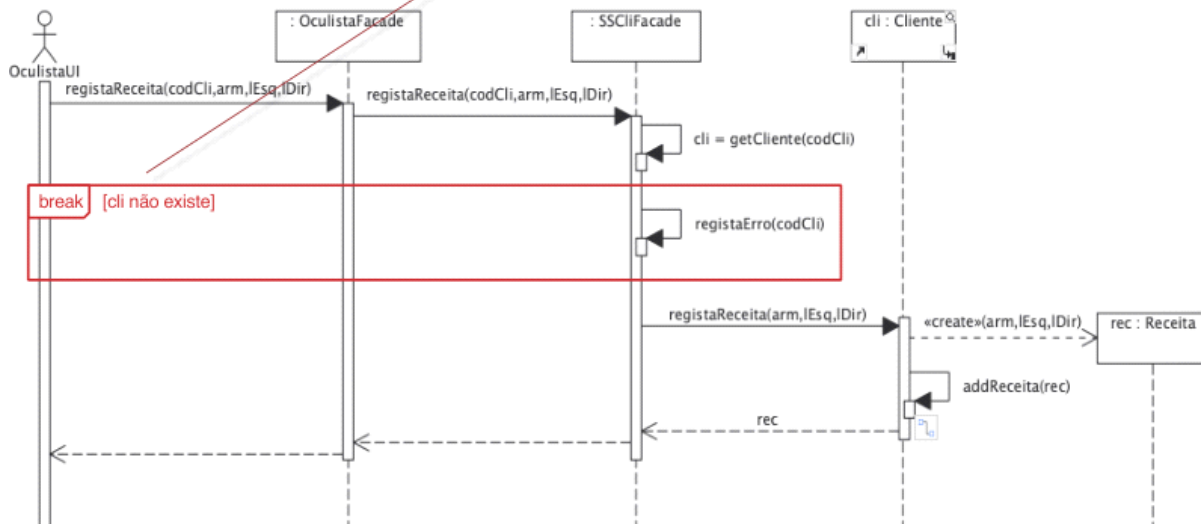 : OculistaFacade
: SSCliFacade
cli : Cliente
OculistaUI
registaReceita(codCli,arm,lEsq,lDir)
registaReceita(codCli,arm,lEsq,lDir)
cli = getCliente(codCli)
break [cli não existe]
registaErro(codCli)
registaReceita(arm,lEsq,lDir)
«create»(arm,lEsq,lDir)
rec : Receita
addReceita(rec)
rec